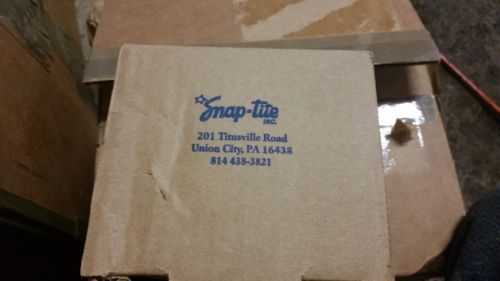 Snap-tite
INC.
201 Titusville Road
Union City, PA 16438
814 438-3821